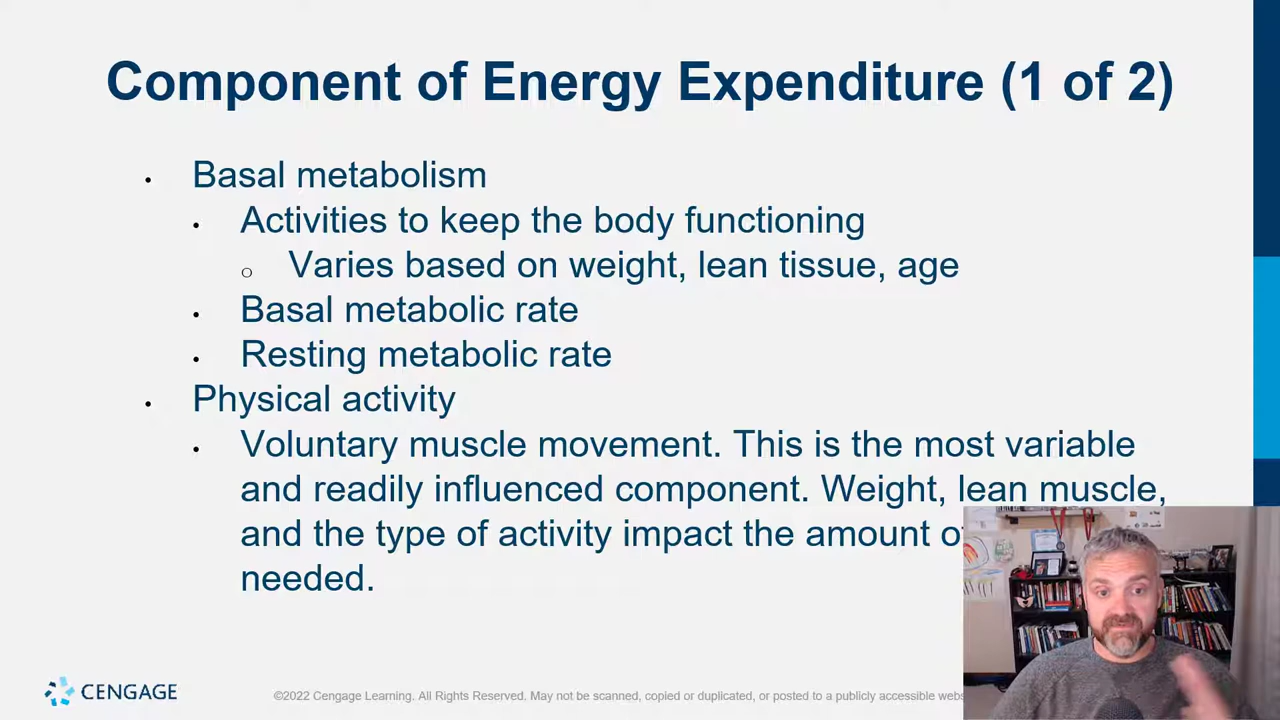 Component of Energy Expenditure (1 of 2)
• Basal metabolism
• Activities to keep the body functioning
o Varies based on weight, lean tissue, age
• Basal metabolic rate
• Resting metabolic rate
• Physical activity
• Voluntary muscle movement. This is the most variable
and readily influenced component. Weight, lean muscle,
and the type of activity impact the amount
needed.
CENGAGE
©2022 Cengage Learning. All Rights Reserved. May not be scanned, copied or duplicated, or posted to a publicly accessible